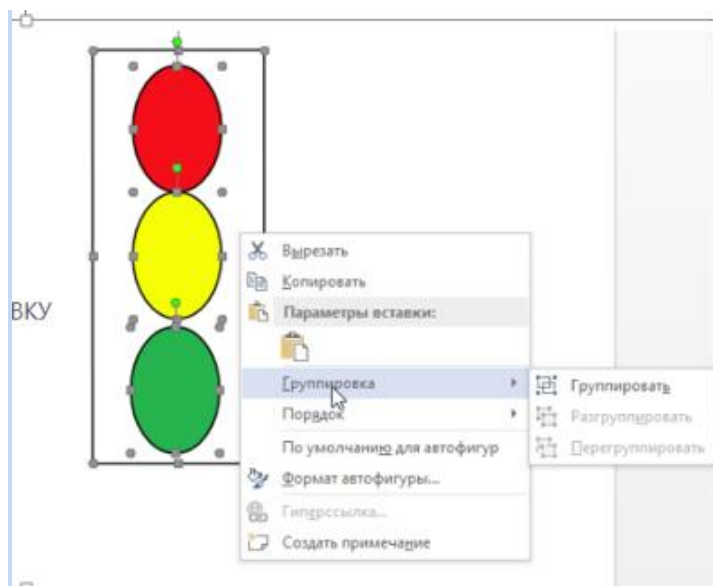 ВКУ
Вырезать
Копировать
Параметры вставки:
Группировка
Порядок
По умолчанию для автофигур
Формат автофигуры...
Гиперссылка...
Создать примечание
Группировать
Разгруппировать
Перегруппировать